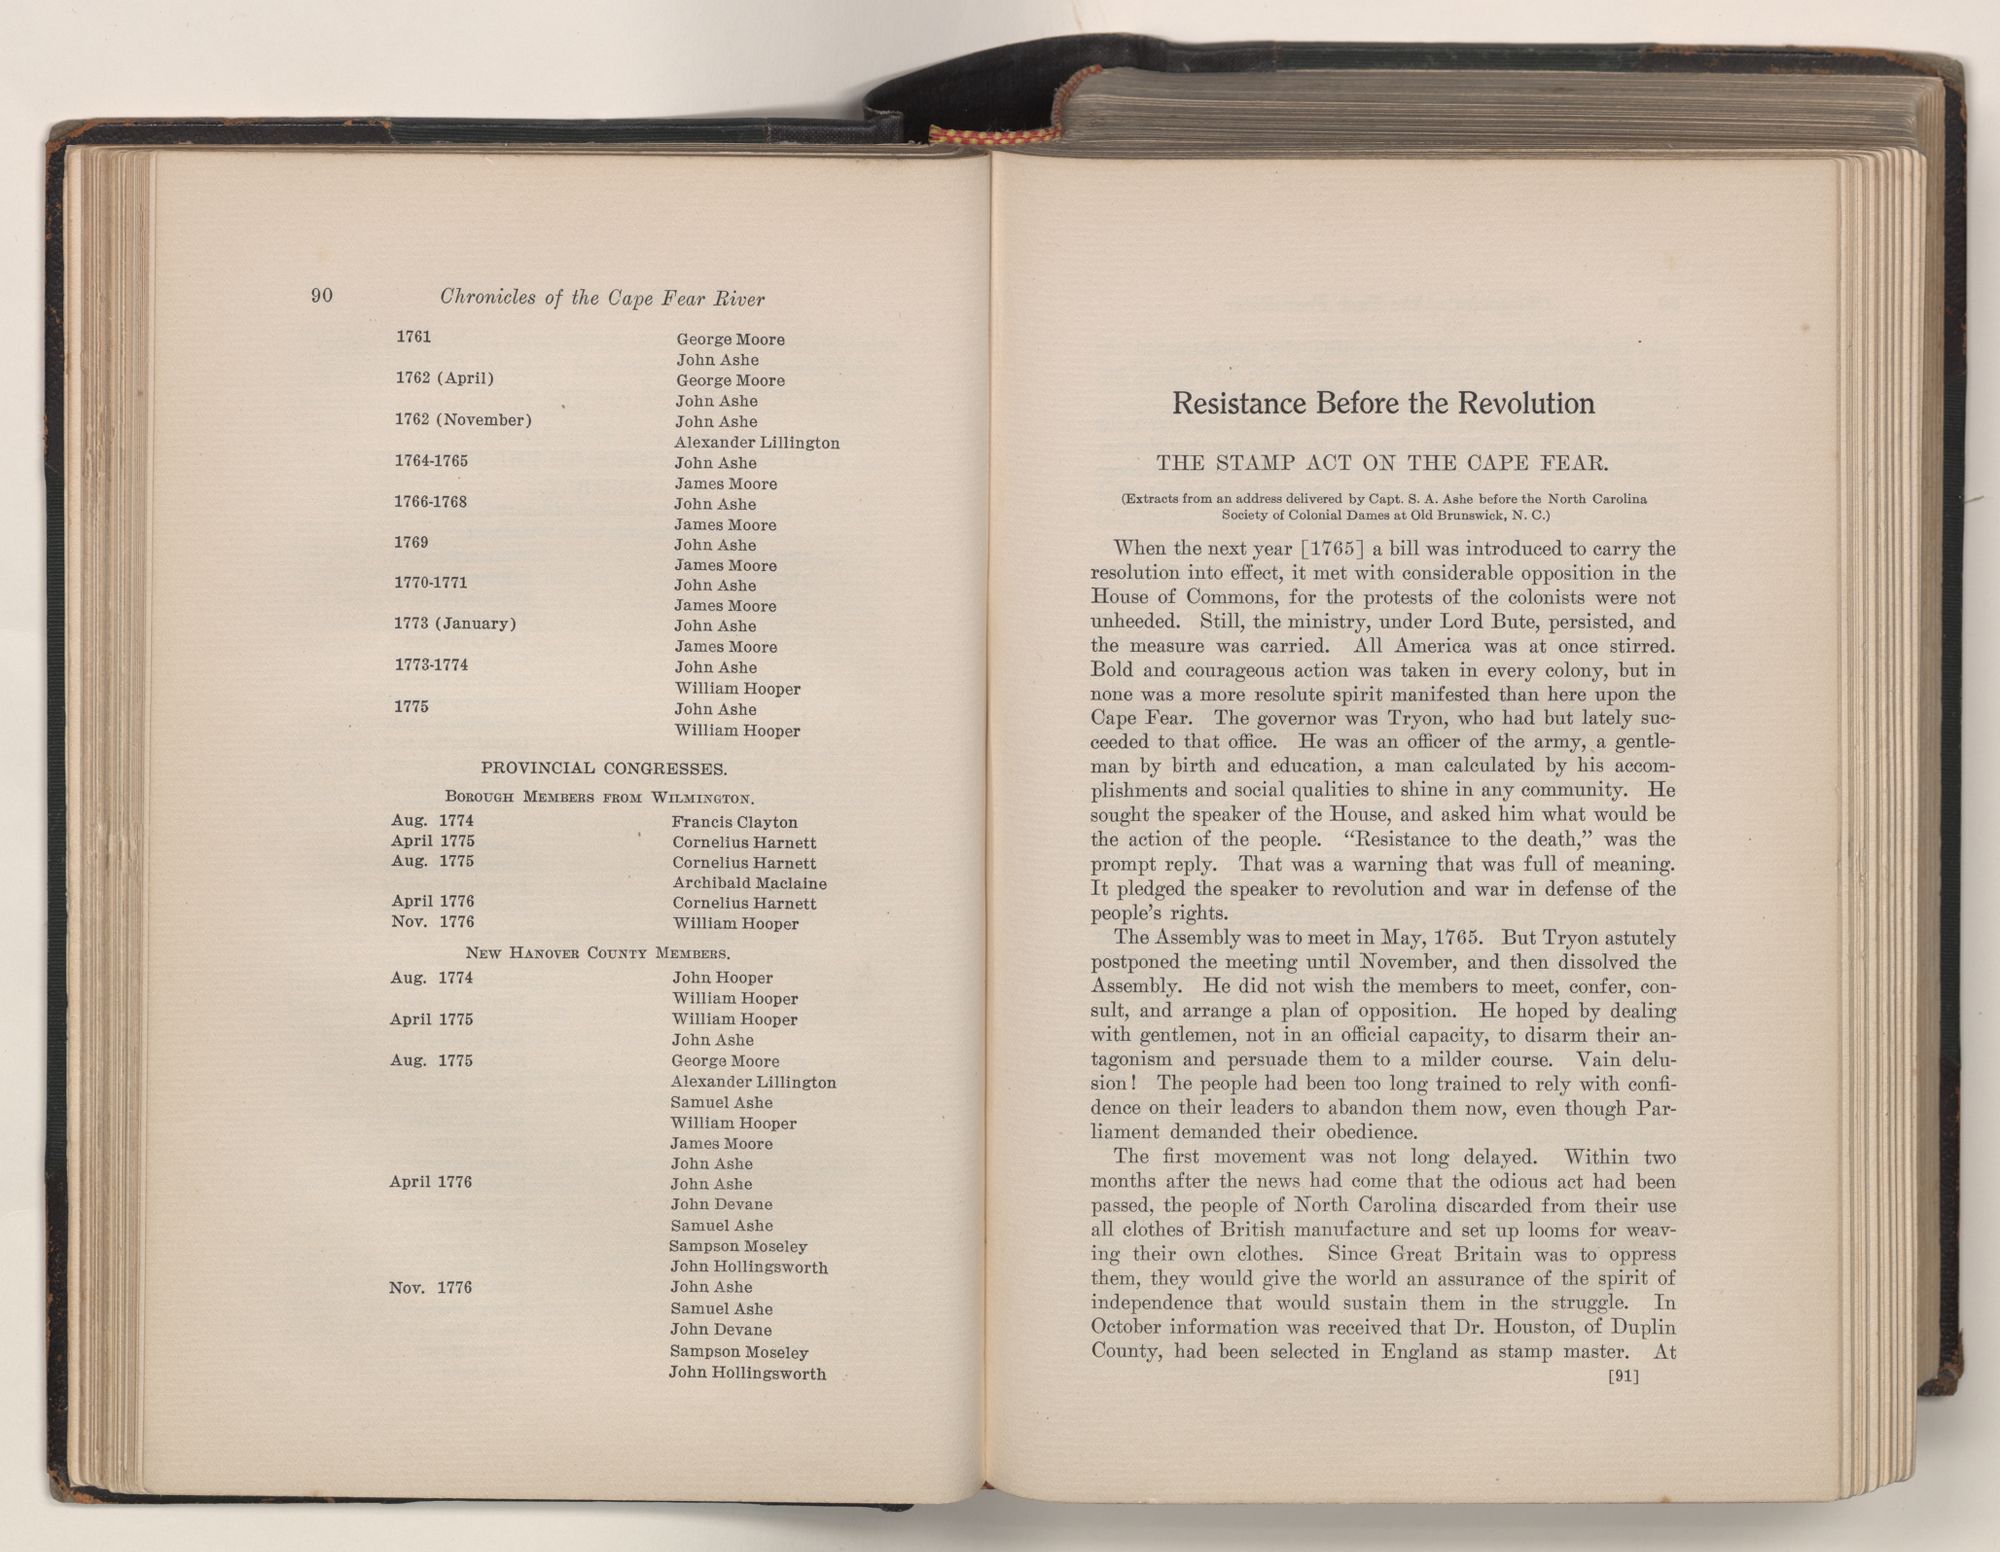 90 Chronicles of the Cape Fear River
1761 George Moore
John Ashe
1762 (April) George Moore
John Ashe
1762 (November) John Ashe
Alexander Lillington
1764-1765 John Ashe
James Moore
1766-1768 John Ashe
James Moore
1769 John Ashe
James Moore
1770-1771 John Ashe
James Moore
1773 (January) John Ashe
James Moore
1773-1774 John Ashe
William Hooper
1775 John Ashe
William Hooper
PROVINCIAL CONGRESSES.
BOROUGH MEMBERS FROM WILMINGTON.
Aug. 1774 Francis Clayton
April 1775 Cornelius Harnett
Aug. 1775 Cornelius Harnett
Archibald Maclaine
April 1776 Cornelius Harnett
Nov. 1776 William Hooper
NEW HANOVER COUNTY MEMBERS.
Aug. 1774 John Hooper
William Hooper
April 1775 William Hooper
John Ashe
Aug. 1775 George Moore
Alexander Lillington
Samuel Ashe
William Hooper
James Moore
John Ashe
April 1776 John Ashe
John Devane
Samuel Ashe
Sampson Moseley
John Hollingsworth
Nov. 1776 John Ashe
Samuel Ashe
John Devane
Sampson Moseley
John Hollingsworth
Resistance Before the Revolution
THE STAMP ACT ON THE CAPE FEAR.
(Extracts from an address delivered by Capt. S. A. Ashe before the North Carolina
Society of Colonial Dames at Old Brunswick, N. C.)
When the next year [1765] a bill was introduced to carry the
resolution into effect, it met with considerable opposition in the
House of Commons, for the protests of the colonists were not
unheeded. Still, the ministry, under Lord Bute, persisted, and
the measure was carried. All America was at once stirred.
Bold and courageous action was taken in every colony, but in
none was a more resolute spirit manifested than here upon the
Cape Fear. The governor was Tryon, who had but lately suc-
ceeded to that office. He was an officer of the army, a gentle-
man by birth and education, a man calculated by his accom-
plishments and social qualities to shine in any community. He
sought the speaker of the House, and asked him what would be
the action of the people. “Resistance to the death,” was the
prompt reply. That was a warning that was full of meaning.
It pledged the speaker to revolution and war in defense of the
people’s rights.
The Assembly was to meet in May, 1765. But Tryon astutely
postponed the meeting until November, and then dissolved the
Assembly. He did not wish the members to meet, confer, con-
sult, and arrange a plan of opposition. He hoped by dealing
with gentlemen, not in an official capacity, to disarm their an-
tagonism and persuade them to a milder course. Vain delu-
sion! The people had been too long trained to rely with confi-
dence on their leaders to abandon them now, even though Par-
liament demanded their obedience.
The first movement was not long delayed. Within two
months after the news had come that the odious act had been
passed, the people of North Carolina discarded from their use
all clothes of British manufacture and set up looms for weav-
ing their own clothes. Since Great Britain was to oppress
them, they would give the world an assurance of the spirit of
independence that would sustain them in the struggle. In
October information was received that Dr. Houston, of Duplin
County, had been selected in England as stamp master. At
[91]